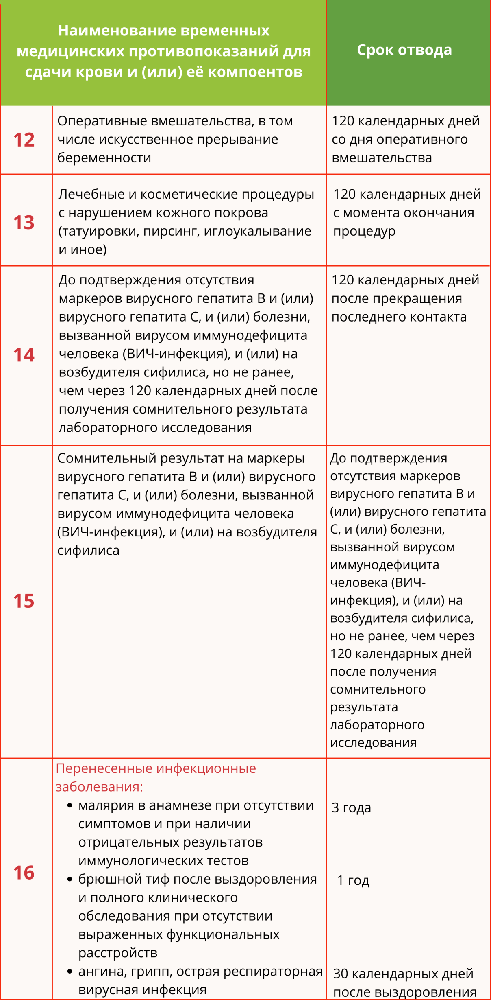 Наименование временных
медицинских противопоказаний для
сдачи крови и (или) её компоентов
Срок отвода
12
Оперативные вмешательства, в том
числе искусственное прерывание
беременности
120 календарных дней
со дня оперативного
вмешательства
13
Лечебные и косметические процедуры
с нарушением кожного покрова
(татуировки, пирсинг, иглоукалывание
и иное)
120 календарных дней
с момента окончания
процедур
14
До подтверждения отсутствия
маркеров вирусного гепатита В и (или)
вирусного гепатита С, и (или) болезни,
вызванной вирусом иммунодефицита
человека (ВИЧ-инфекция), и (или) на
возбудителя сифилиса, но не ранее,
чем через 120 календарных дней после
получения сомнительного результата
лабораторного исследования
120 календарных дней
после прекращения
последнего контакта
15
Сомнительный результат на маркеры
вирусного гепатита В и (или) вирусного
гепатита С, и (или) болезни, вызванной
вирусом иммунодефицита человека
(ВИЧ-инфекция), и (или) на возбудителя
сифилиса
До подтверждения
отсутствия маркеров
вирусного гепатита В и
(или) вирусного гепатита
С, и (или) болезни,
вызванной вирусом
иммунодефицита
человека (ВИЧ-
инфекция), и (или) на
возбудителя сифилиса,
но не ранее, чем через
120 календарных дней
после получения
сомнительного
результата
лабораторного
исследования
16
Перенесенные инфекционные
заболевания:
• малярия в анамнезе при отсутствии
симптомов и при наличии
отрицательных результатов
иммунологических тестов
3 года
• брюшной тиф после выздоровления
и полного клинического
обследования при отсутствии
выраженных функциональных
расстройств
1 год
• ангина, грипп, острая респираторная
вирусная инфекция
30 календарных дней
после выздоровления